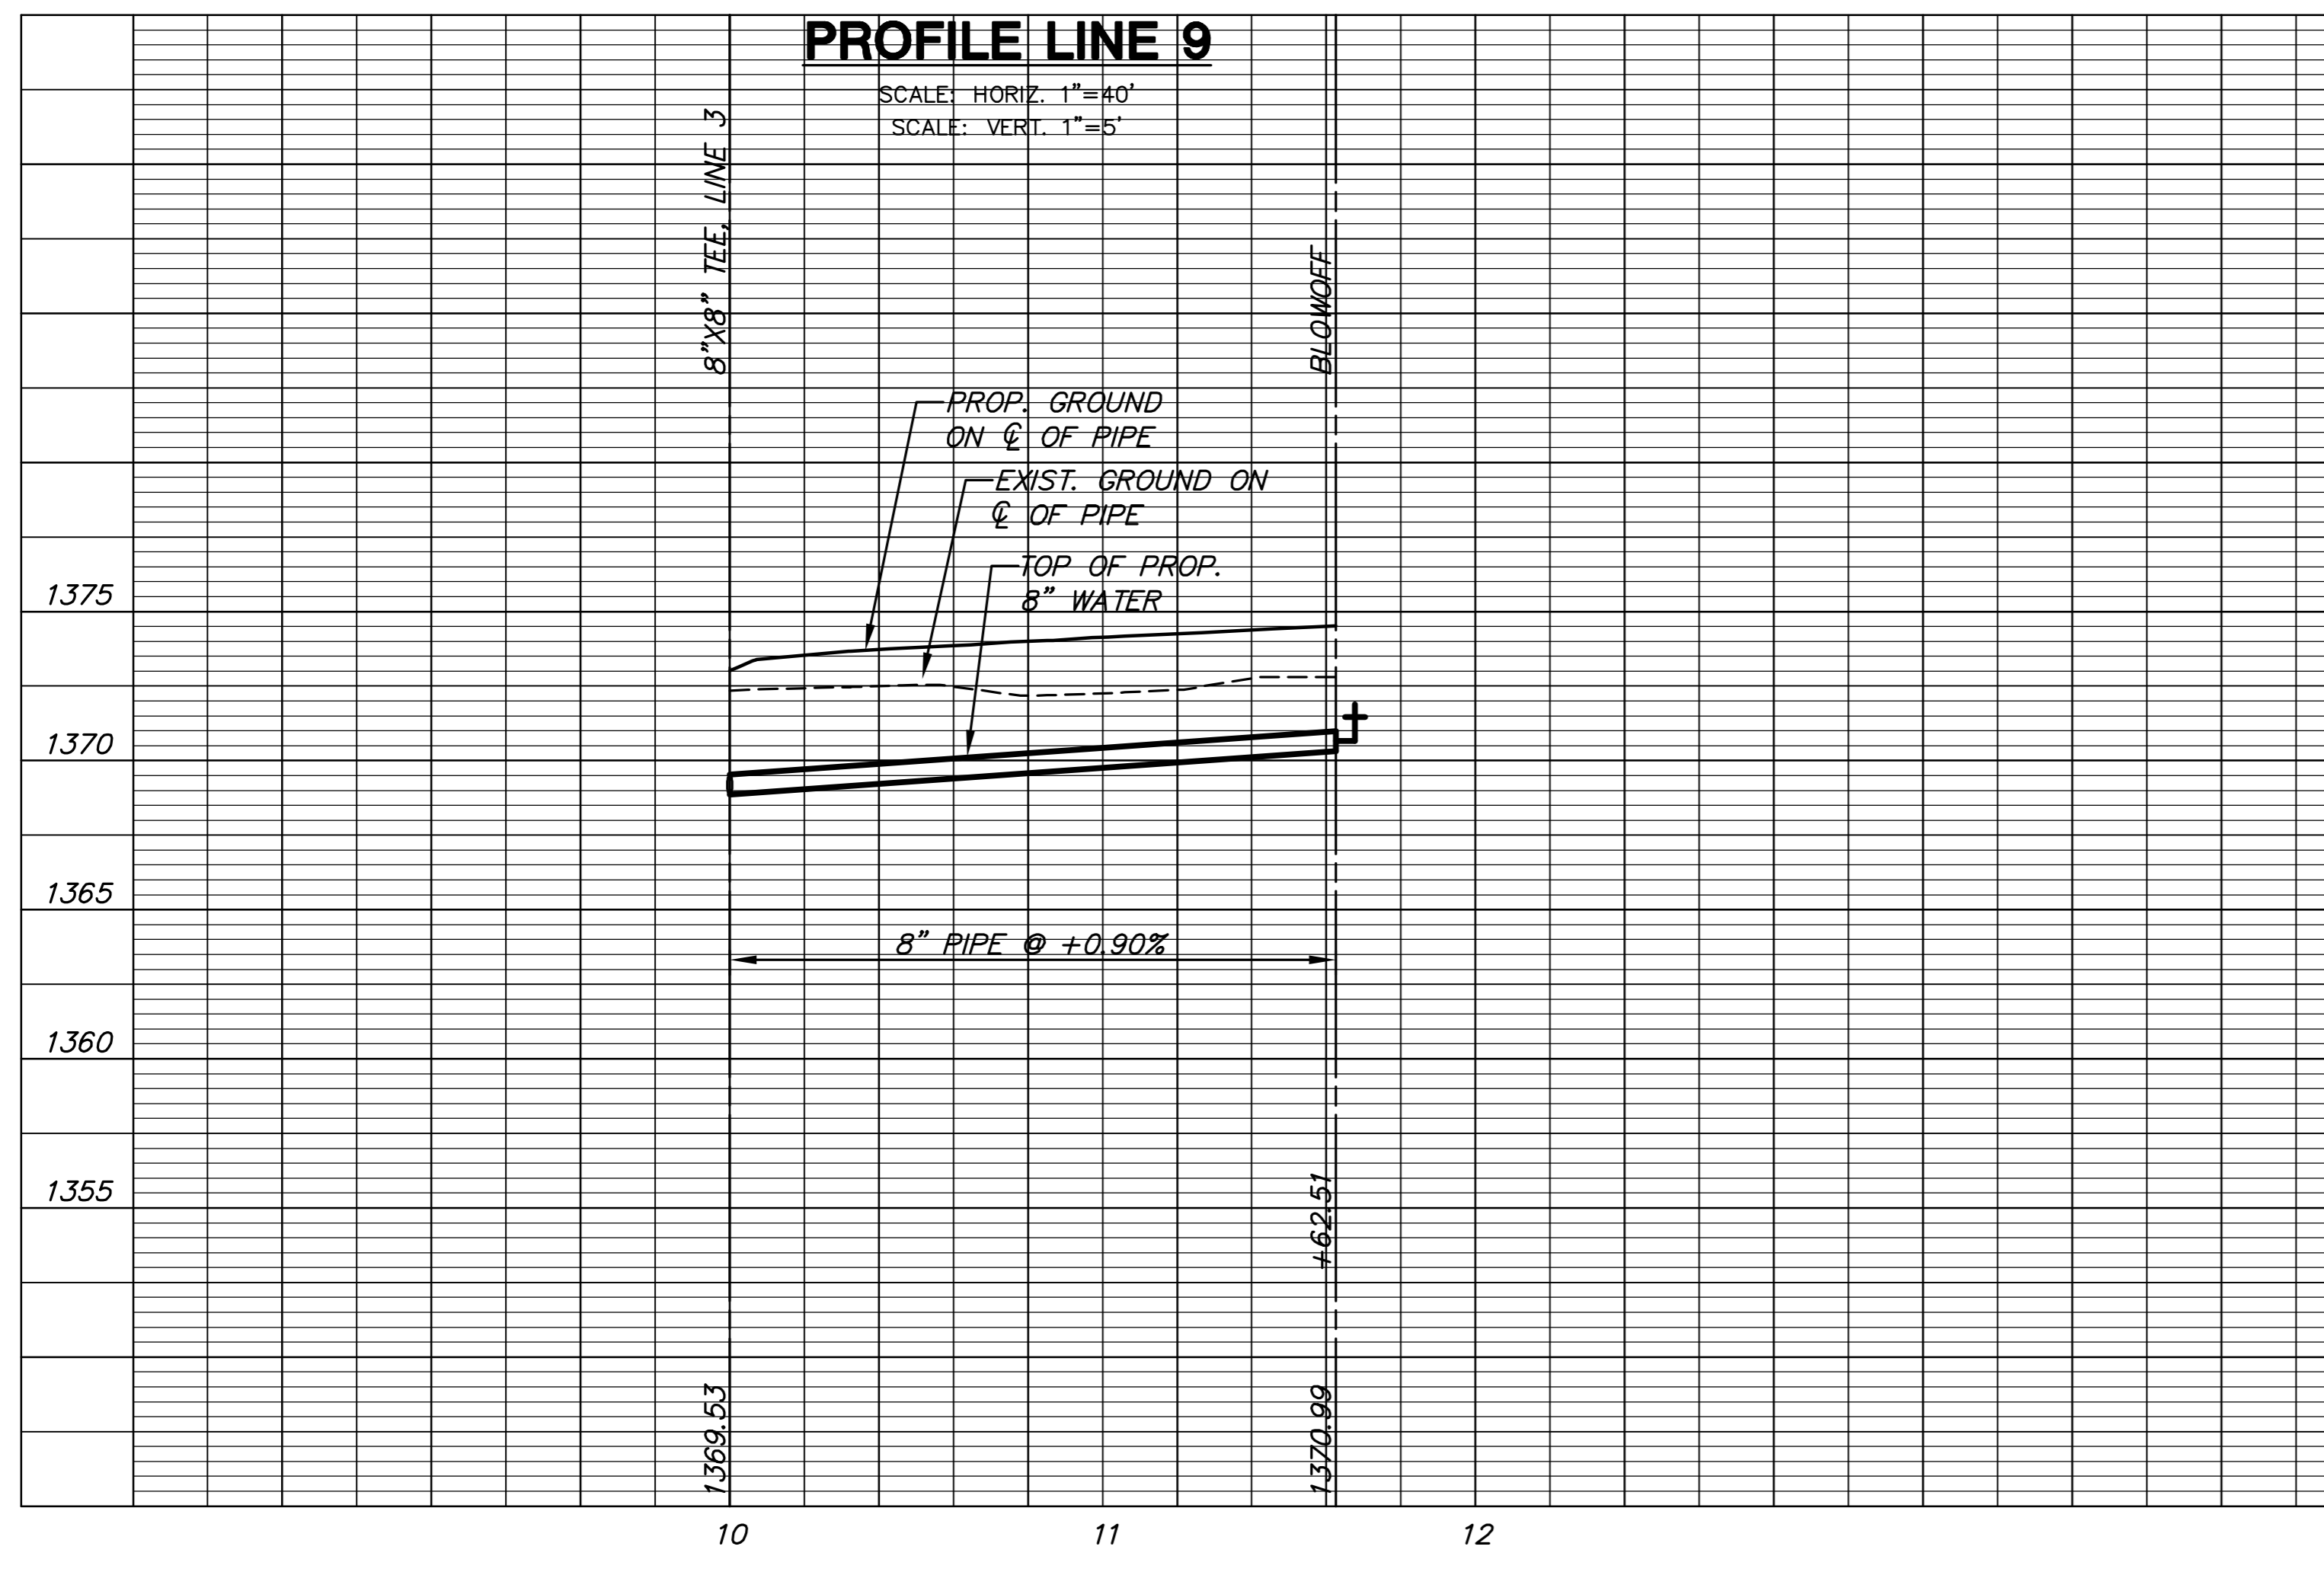 PROFILE LINE 9
SCALE: HORIZ. 1"=40'
SCALE: VERT. 1"=5'
8"X8" TEE, LINE 3
BLOWOFF
PROP. GROUND
ON ℄ OF PIPE
EXIST. GROUND ON
℄ OF PIPE
TOP OF PROP.
8" WATER
1375
1370
1365
8" PIPE @ +0.90%
1360
1355
+62.51
1369.53
1370.99
10
11
12